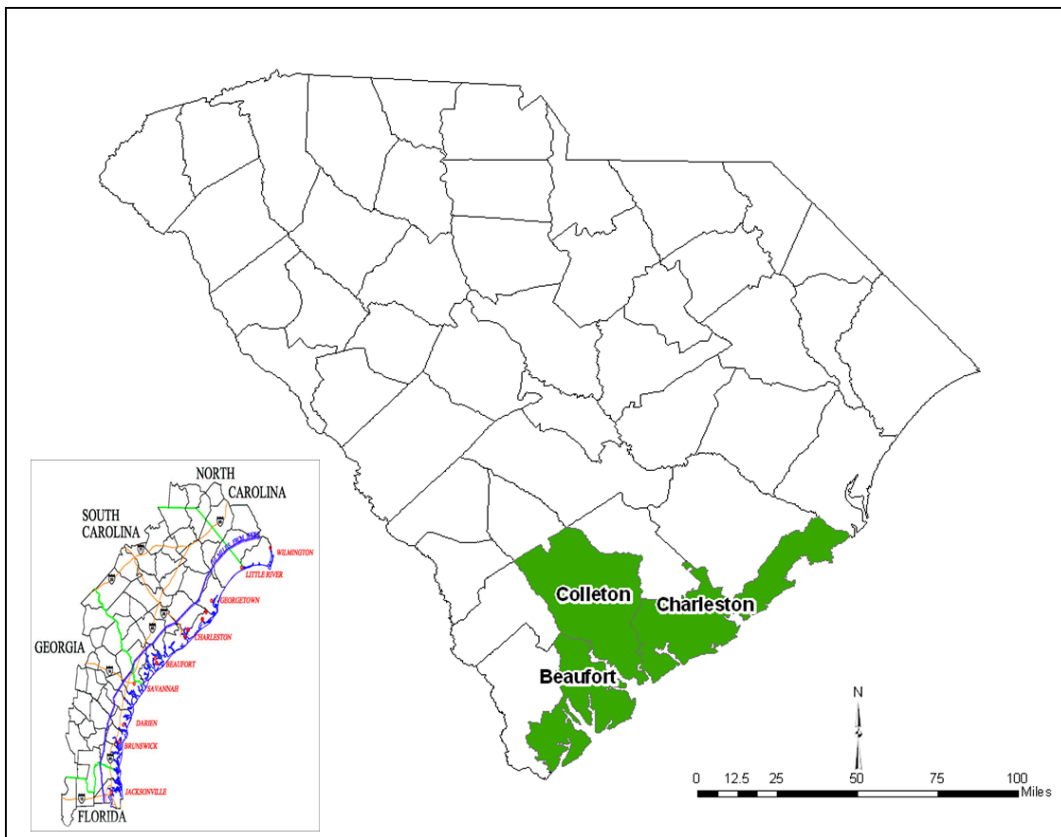 Colleton
Charleston
Beaufort
N
0 12.5 25 50 75 100
Miles
NORTH
CAROLINA
SOUTH
CAROLINA
WILMINGTON
LITTLE RIVER
GEORGETOWN
CHARLESTON
GEORGIA
BEAUFORT
SAVANNAH
DARIEN
BRUNSWICK
JACKSONVILLE
FLORIDA